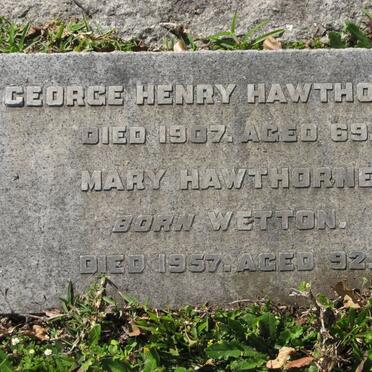 GEORGE HENRY HAWTHO
DIED 1907. AGED 69
MARY HAWTHORNE
BORN WETTON.
DIED 1957. AGED 92